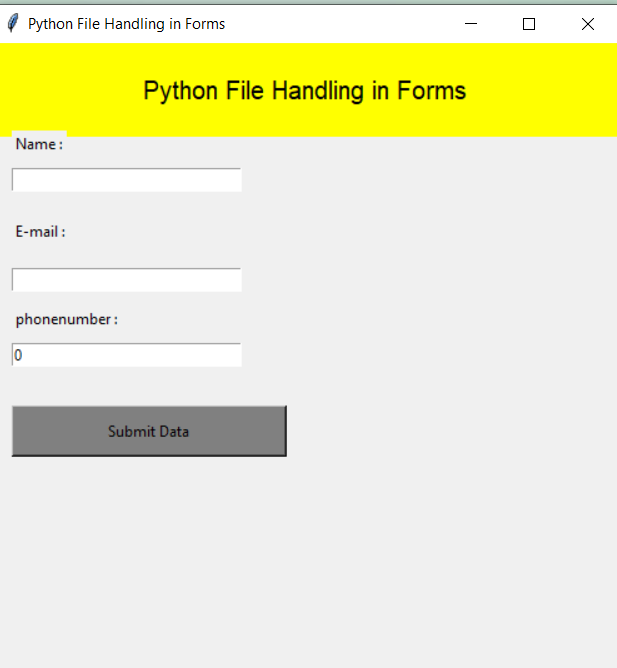 Python File Handling in Forms
Python File Handling in Forms
Name :
E-mail :
phonenumber :
0
Submit Data